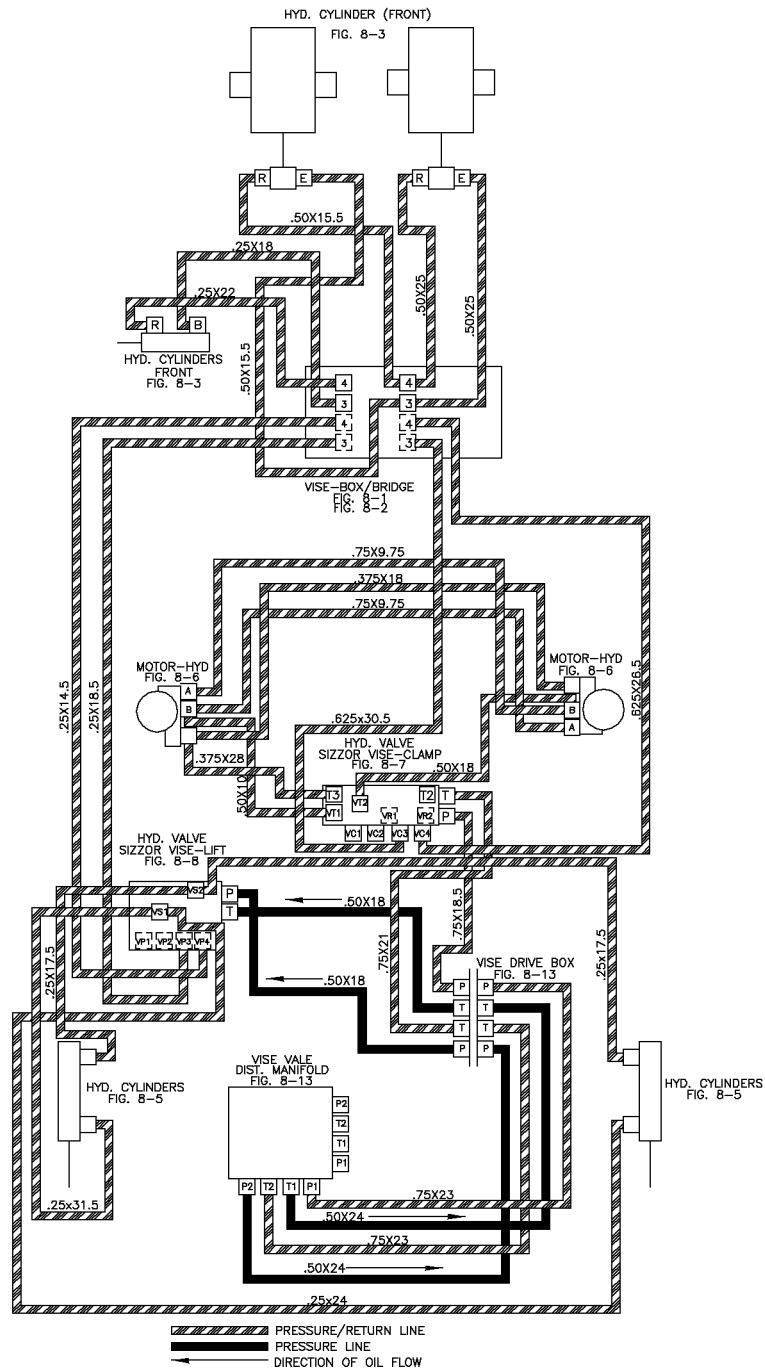 HYD. CYLINDER (FRONT)
FIG. 8-3
R
E
R
E
.50X15.5
.25X18
.25X22
.50X15.5
.50X25
.50X25
R
B
HYD. CYLINDERS
FRONT
FIG. 8-3
4
3
4
3
4
3
4
3
VISE-BOX/BRIDGE
FIG. 8-1
FIG. 8-2
.75X9.75
.375X18
.75X9.75
MOTOR-HYD
FIG. 8-6
A
B
MOTOR-HYD
FIG. 8-6
B
A
.25X14.5
.25X18.5
.625x30.5
.625X26.5
HYD. VALVE
SIZZOR VISE-CLAMP
FIG. 8-7
.375X28
.50X10
.50X18
T3
VT1
VT2
VR1
T2
VR2
T
P
VC1
VC2
VC3
VC4
HYD. VALVE
SIZZOR VISE-LIFT
FIG. 8-8
VS2
VS1
P
T
VP1
VP2
VP3
VP4
.50X18
.50X18
.75X21
.75X18.5
.25X17.5
.25x17.5
VISE DRIVE BOX
FIG. 8-13
P
P
T
T
T
T
P
P
HYD. CYLINDERS
FIG. 8-5
VISE VALE
DIST. MANIFOLD
FIG. 8-13
P2
T2
T1
P1
P2
T2
T1
P1
HYD. CYLINDERS
FIG. 8-5
.25x31.5
.75X23
.50X24
.75X23
.50X24
.25x24
PRESSURE/RETURN LINE
PRESSURE LINE
DIRECTION OF OIL FLOW